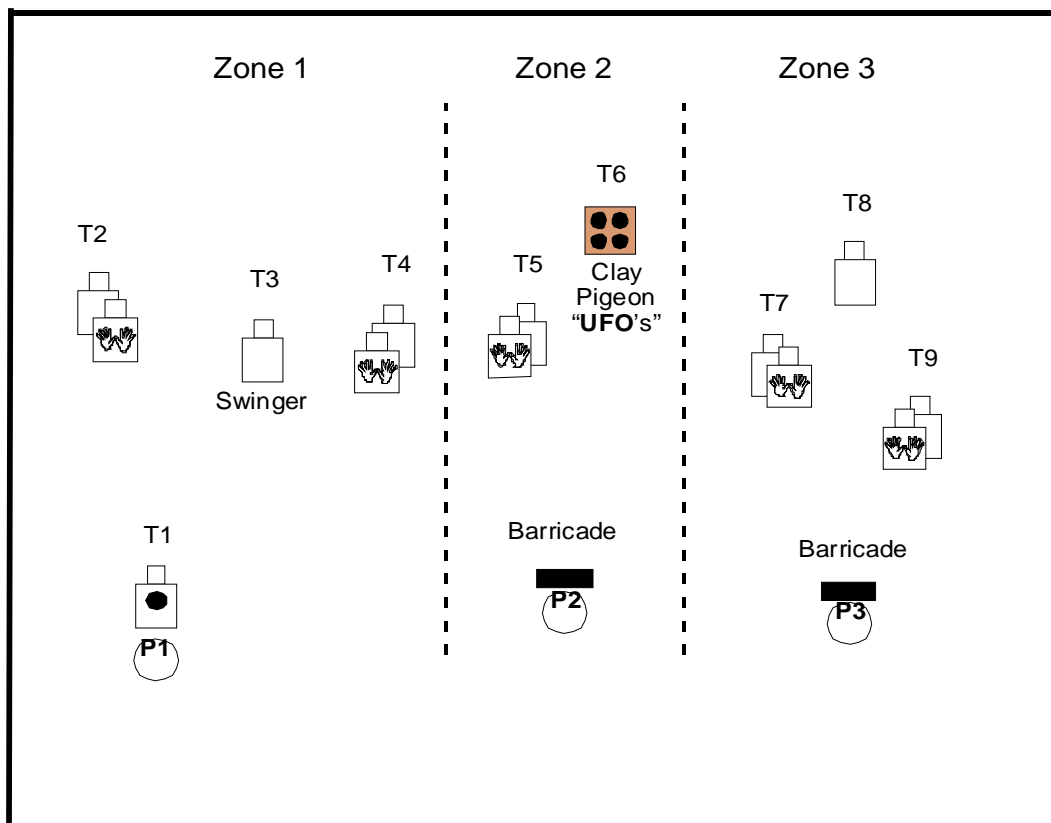 Zone 1
Zone 2
Zone 3
T6
T8
T2
T3
T4
T5
Clay
Pigeon
“UFO’s”
T7
T9
Swinger
T1
Barricade
Barricade
P1
P2
P3